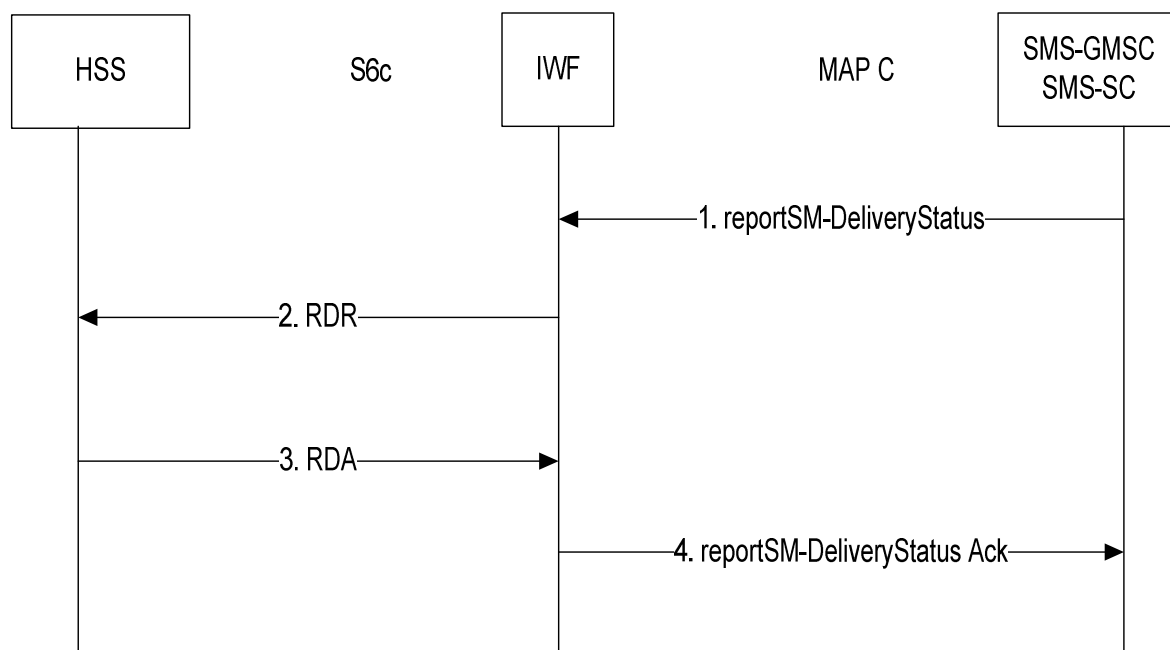 HSS
S6c
IWF
MAP C
SMS-GMSC
SMS-SC
1. reportSM-DeliveryStatus
2. RDR
3. RDA
4. reportSM-DeliveryStatus Ack